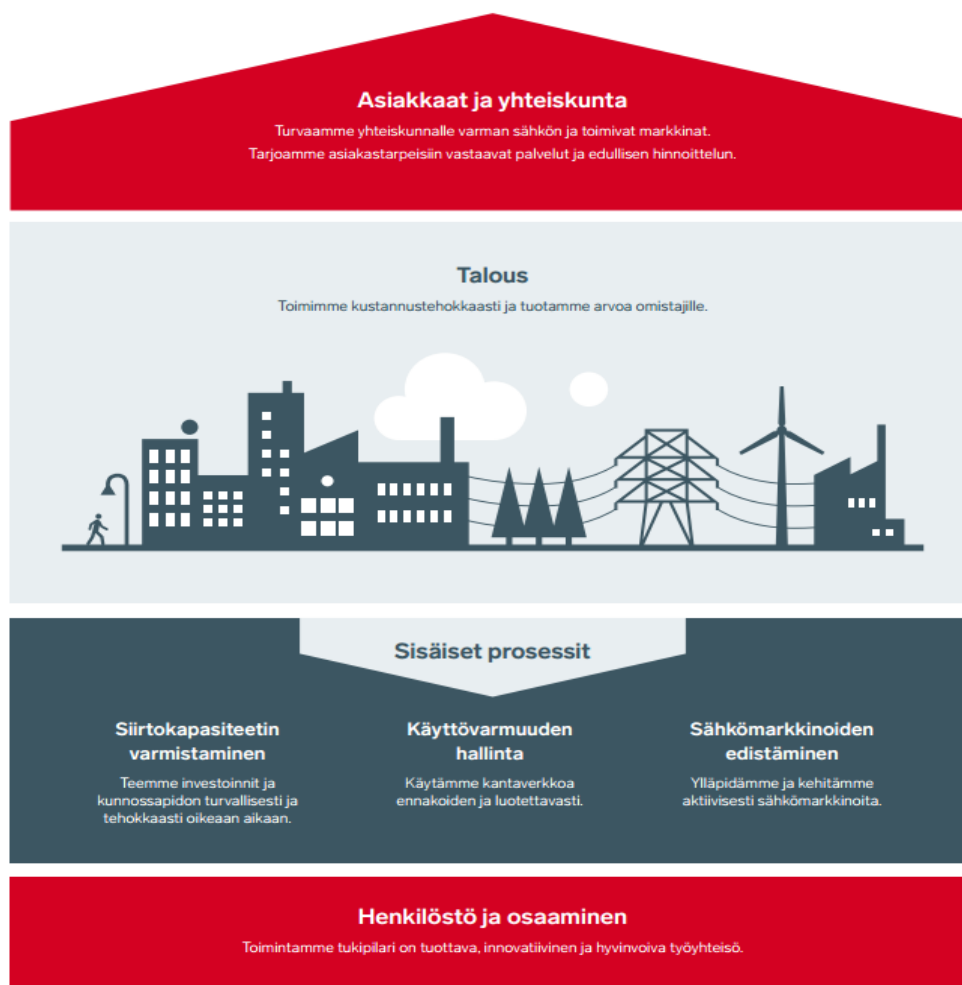 Asiakkaat ja yhteiskunta
Turvaamme yhteiskunnalle varman sähkön ja toimivat markkinat.
Tarjoamme asiakastarpeisiin vastaavat palvelut ja edullisen hinnoittelun.
Talous
Toimimme kustannustehokkaasti ja tuotamme arvoa omistajille.
Sisäiset prosessit
Siirtokapasiteetin
varmistaminen
Teemme investoinnit ja
kunnossapidon turvallisesti ja
tehokkaasti oikeaan aikaan.
Käyttövarmuuden
hallinta
Käytämme kantaverkkoa
ennakoiden ja luotettavasti.
Sähkömarkkinoiden
edistäminen
Ylläpidämme ja kehitämme
aktiivisesti sähkömarkkinoita.
Henkilöstö ja osaaminen
Toimintamme tukipilari on tuottava, innovatiivinen ja hyvinvoiva työyhteisö.